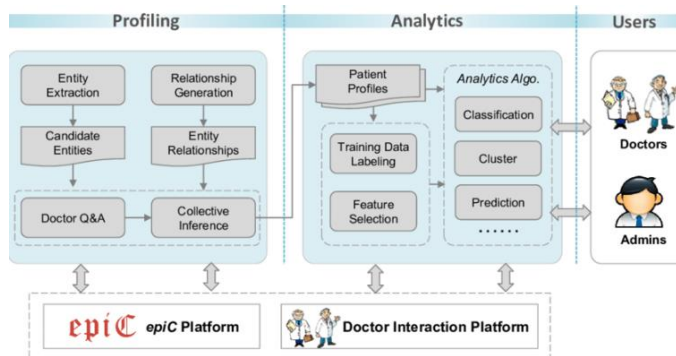 Profiling
Analytics
Users
Entity
Extraction
Relationship
Generation
Candidate
Entities
Entity
Relationships
Doctor Q&A
Collective
Inference
Patient
Profiles
Training Data
Labeling
Feature
Selection
Analytics Algo.
Classification
Cluster
Prediction
......
Doctors
Admins
epiC epiC Platform
Doctor Interaction Platform